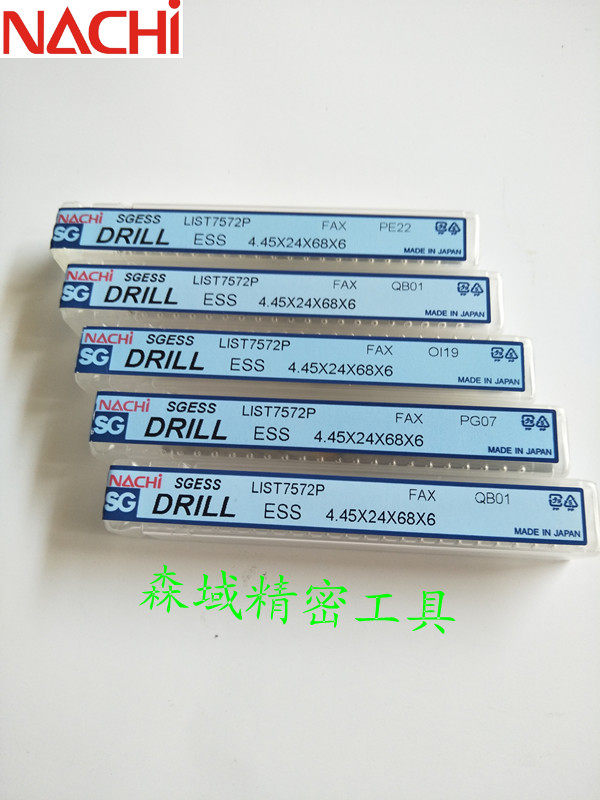 NACHi
NACHi SGESS LIST7572P FAX PE22
SG DRILL ESS 4.45X24X68X6
MADE IN JAPAN
NACHi SGESS LIST7572P FAX QB01
SG DRILL ESS 4.45X24X68X6
MADE IN JAPAN
NACHi SGESS LIST7572P FAX OI19
SG DRILL ESS 4.45X24X68X6
MADE IN JAPAN
NACHi SGESS LIST7572P FAX PG07
SG DRILL ESS 4.45X24X68X6
MADE IN JAPAN
NACHi SGESS LIST7572P FAX QB01
SG DRILL ESS 4.45X24X68X6
MADE IN JAPAN
森域精密工具